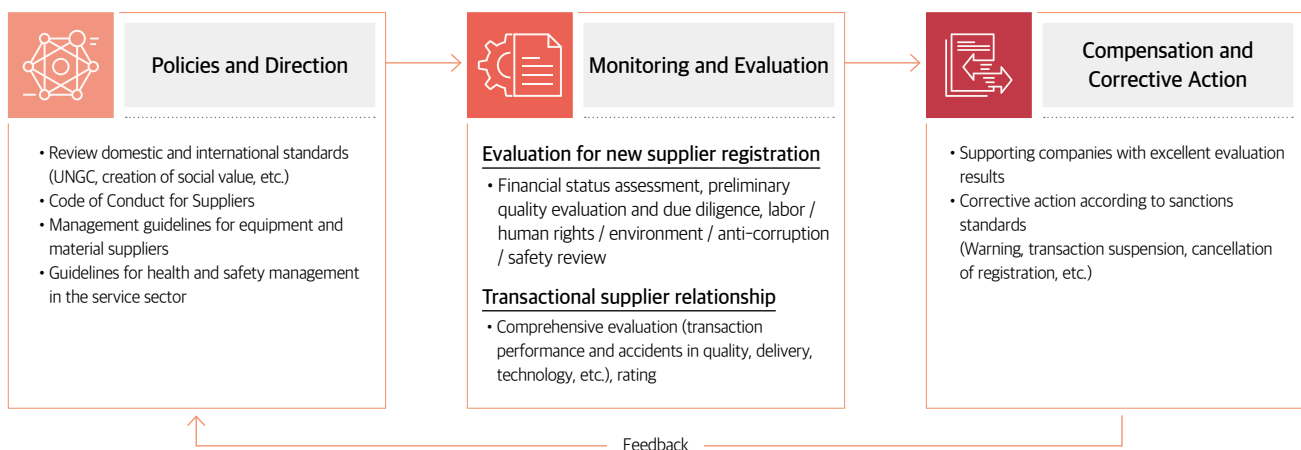 Policies and Direction
• Review domestic and international standards
(UNGC, creation of social value, etc.)
• Code of Conduct for Suppliers
• Management guidelines for equipment and
material suppliers
• Guidelines for health and safety management
in the service sector
Monitoring and Evaluation
Evaluation for new supplier registration
• Financial status assessment, preliminary
quality evaluation and due diligence, labor /
human rights / environment / anti-corruption
/ safety review
Transactional supplier relationship
• Comprehensive evaluation (transaction
performance and accidents in quality, delivery,
technology, etc.), rating
Compensation and
Corrective Action
• Supporting companies with excellent evaluation
results
• Corrective action according to sanctions
standards
(Warning, transaction suspension, cancellation
of registration, etc.)
Feedback